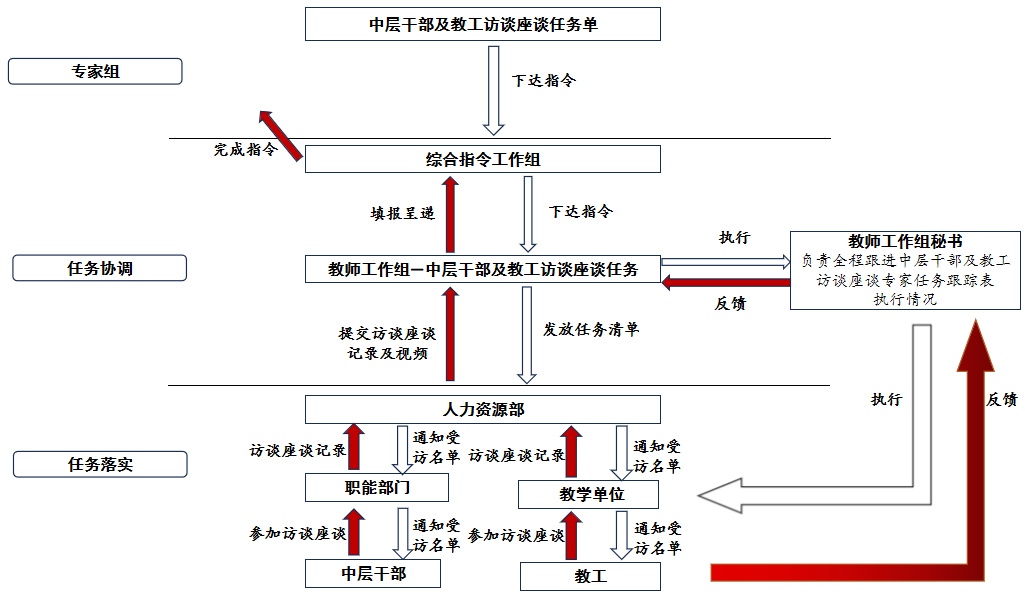 中层干部及教工访谈座谈任务单
专家组
下达指令
完成指令
综合指令工作组
填报呈递
下达指令
执行
教师工作组秘书
负责全程跟进中层干部及教工
访谈座谈专家任务跟踪表
执行情况
任务协调
教师工作组—中层干部及教工访谈座谈任务
反馈
提交访谈座谈
记录及视频
发放任务清单
执行
反馈
人力资源部
访谈座谈记录
通知受
访名单
访谈座谈记录
通知受
访名单
任务落实
职能部门
教学单位
参加访谈座谈
通知受
访名单
参加访谈座谈
通知受
访名单
中层干部
教工